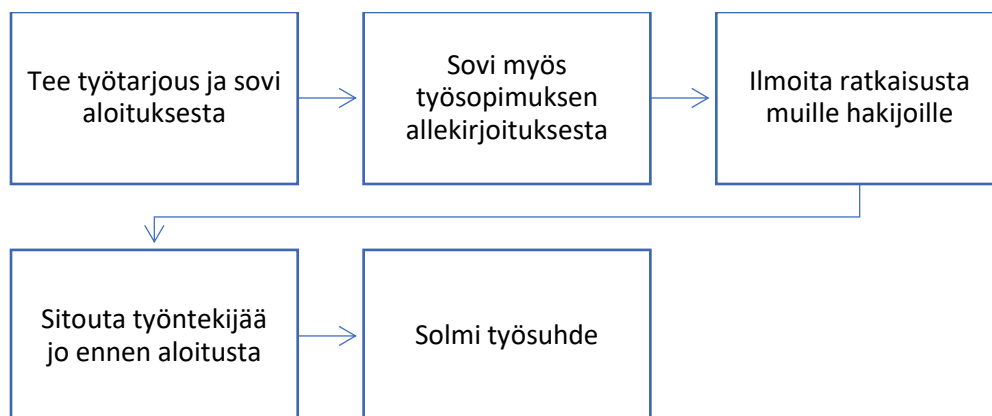 Tee työtarjous ja sovi
aloituksesta
Sovi myös
työsopimuksen
allekirjoituksesta
Ilmoita ratkaisusta
muille hakijoille
Sitouta työntekijää
jo ennen aloitusta
Solmi työsuhde